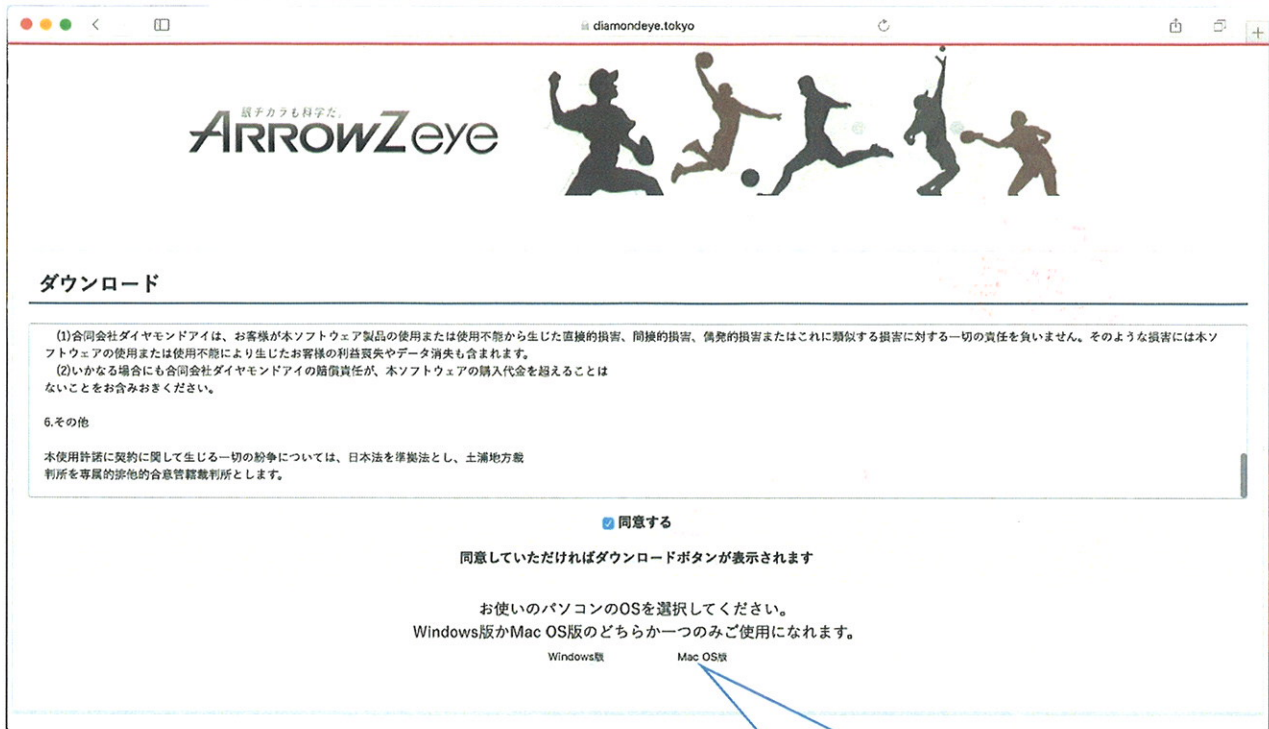 diamondeye.tokyo
眼チカラも科学だ。
ARROWZ eye
ダウンロード
(1)合同会社ダイヤモンドアイは、お客様が本ソフトウェア製品の使用または使用不能から生じた直接的損害、間接的損害、偶発的損害またはこれに類似する損害に対する一切の責任を負いません。そのような損害には本ソ
フトウェアの使用または使用不能により生じたお客様の利益喪失やデータ消失も含まれます。
(2)いかなる場合にも合同会社ダイヤモンドアイの賠償責任が、本ソフトウェアの購入代金を超えることは
ないことをお含みおきください。
6.その他
本使用許諾に契約に関して生じる一切の紛争については、日本法を準拠法とし、土浦地方裁
判所を専属的排他的合意管轄裁判所とします。
同意する
同意していただければダウンロードボタンが表示されます
お使いのパソコンのOSを選択してください。
Windows版かMac OS版のどちらか一つのみご使用になれます。
Windows版 Mac OS版